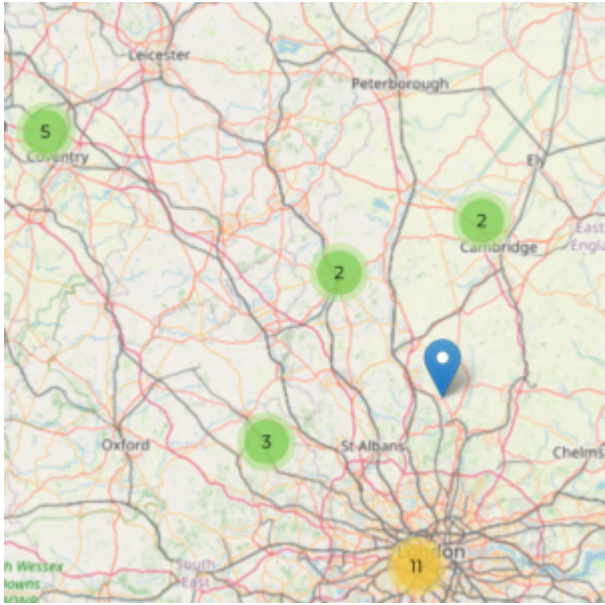 Leicester
Peterborough
5
Coventry
Ely
2
East
Engla
Cambridge
2
3
Oxford
St Albans
Chelms
London
11
h Wessex
Downs
South
East